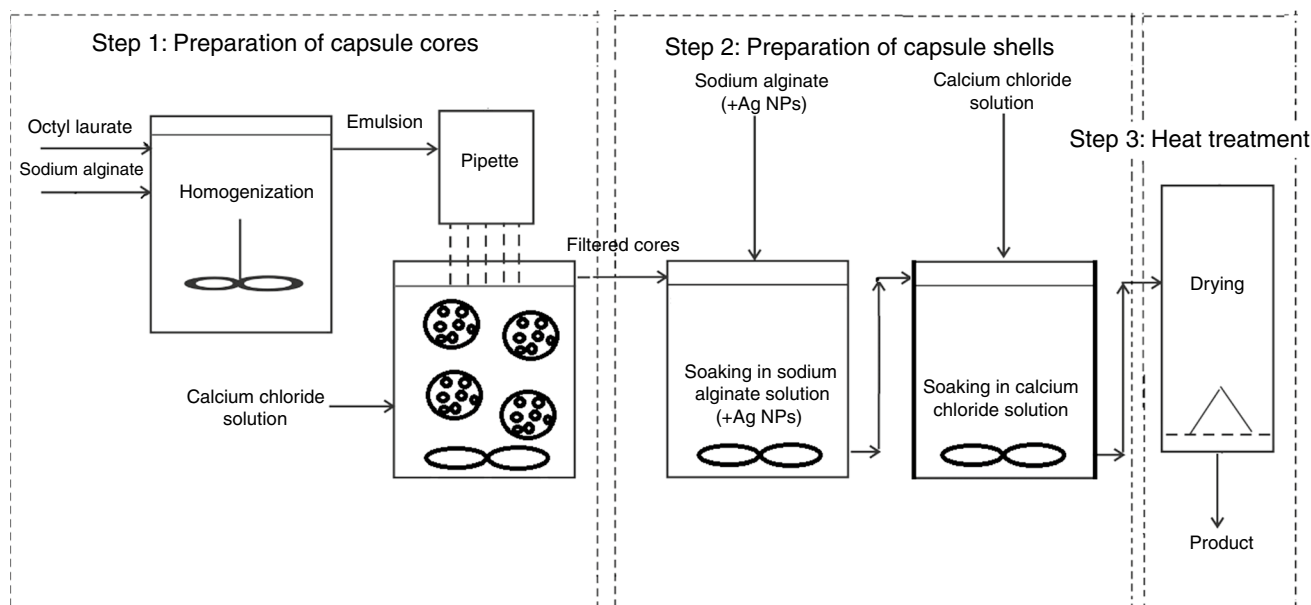 Step 1: Preparation of capsule cores
Octyl laurate
Sodium alginate
Homogenization
Emulsion
Pipette
Calcium chloride
solution
Filtered cores
Step 2: Preparation of capsule shells
Sodium alginate
(+Ag NPs)
Calcium chloride
solution
Soaking in sodium
alginate solution
(+Ag NPs)
Soaking in calcium
chloride solution
Step 3: Heat treatment
Drying
Product